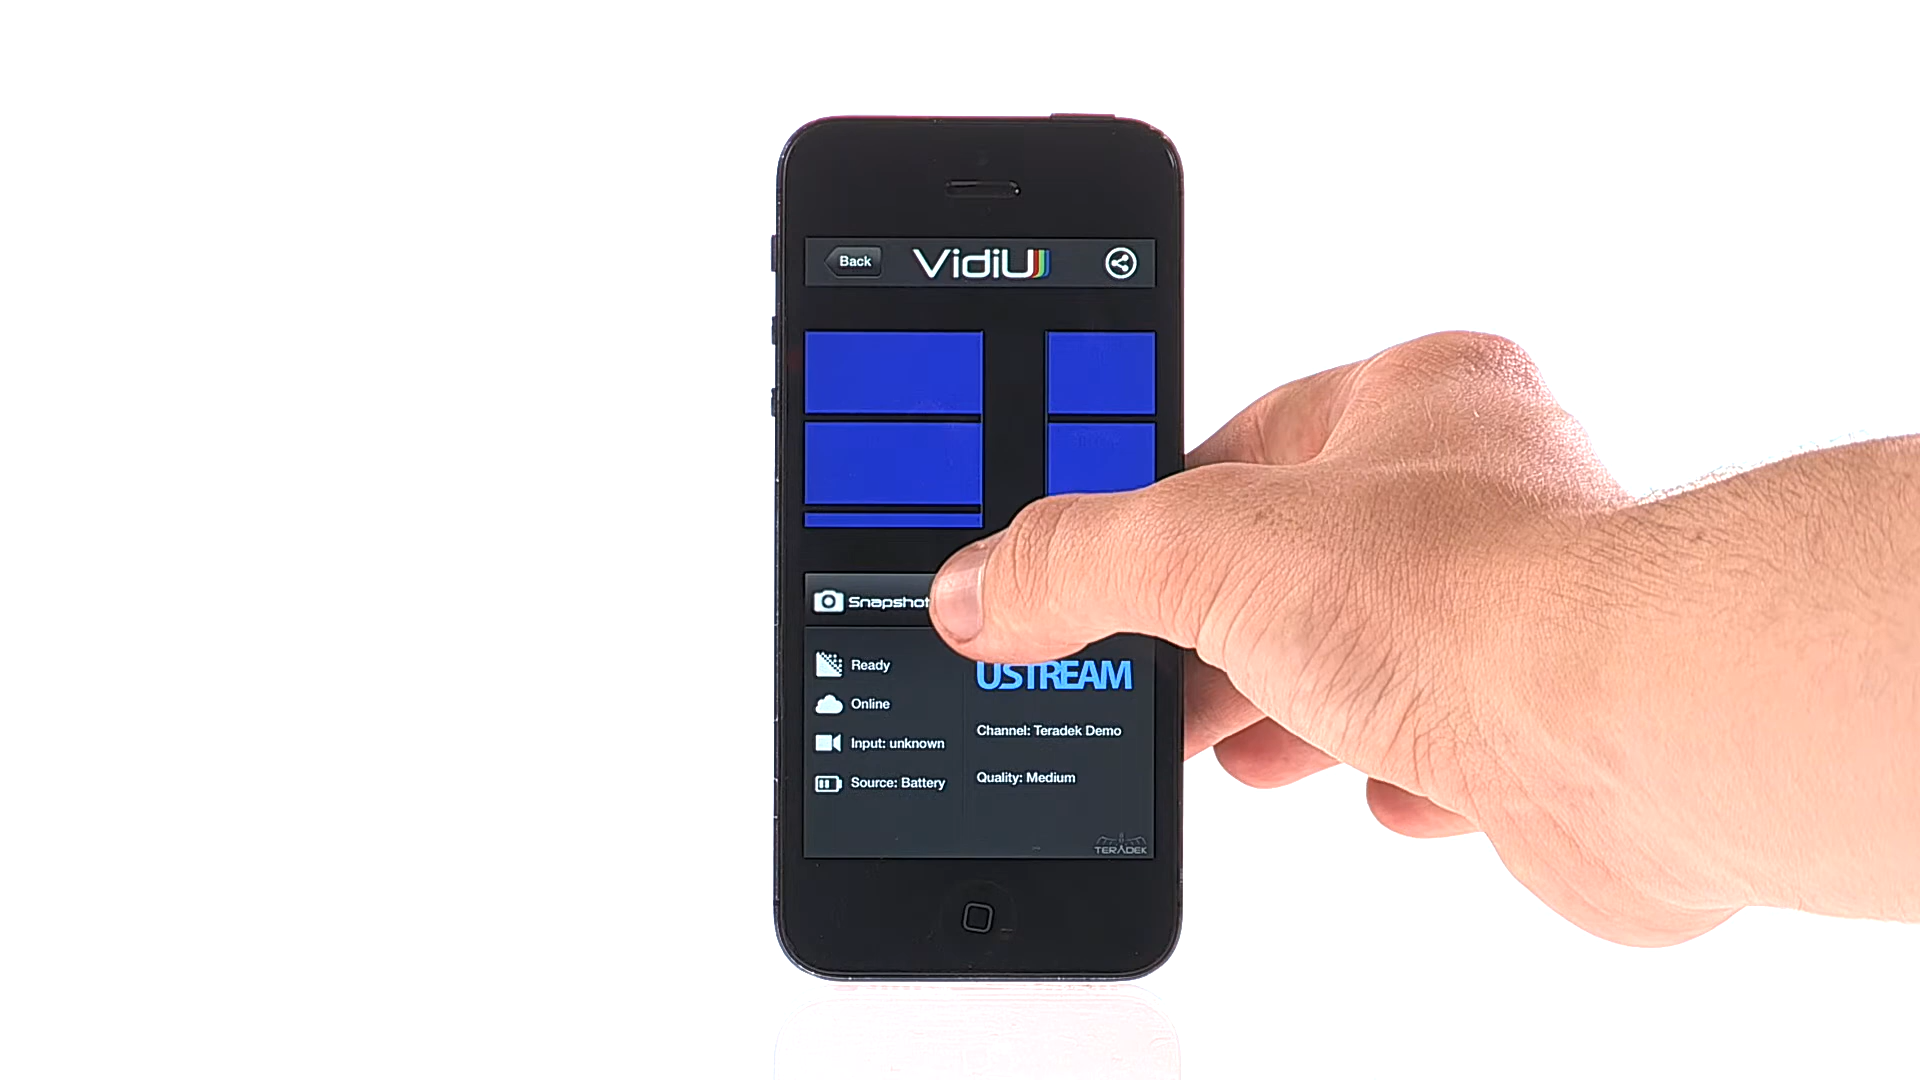 Back
VidiU
Snapshot
Ready
Online
Input: unknown
Source: Battery
USTREAM
Channel: Teradek Demo
Quality: Medium
TERADEK